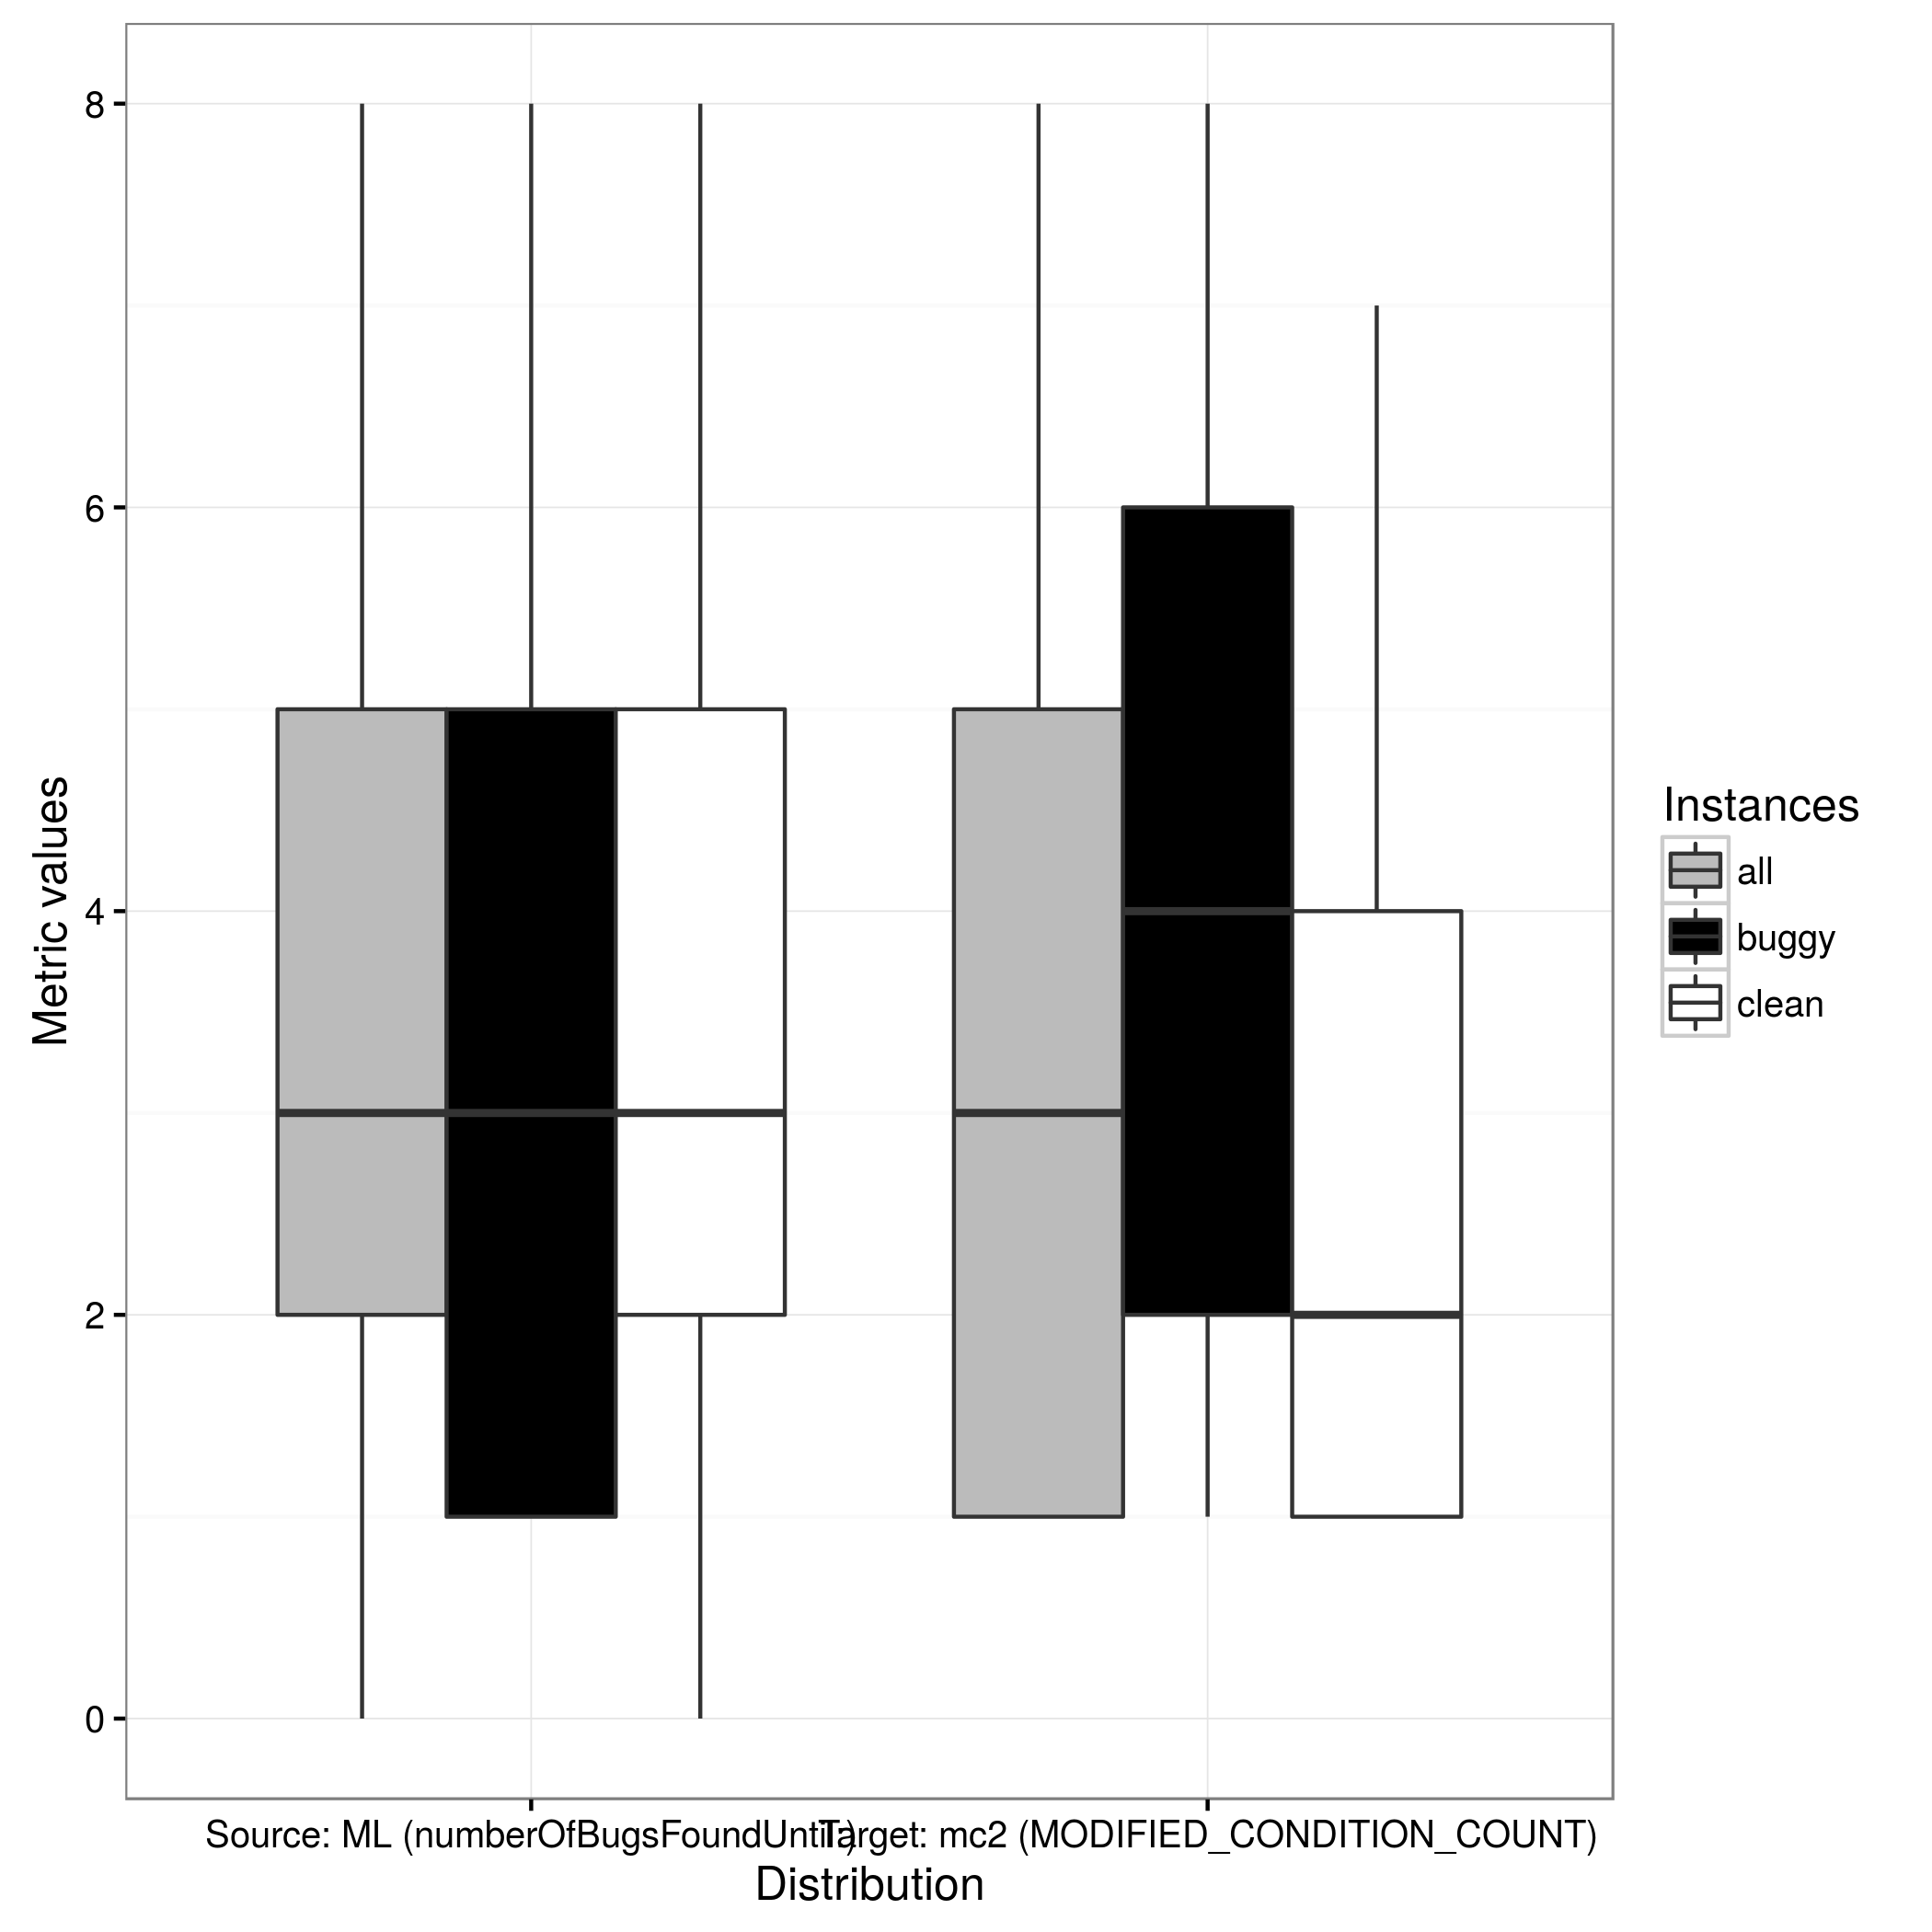 8
6
4
2
0
Metric values
Source: ML (numberOfBugsFoundUntil:)
Target: mc2 (MODIFIED_CONDITION_COUNT)
Distribution
Instances
all
buggy
clean